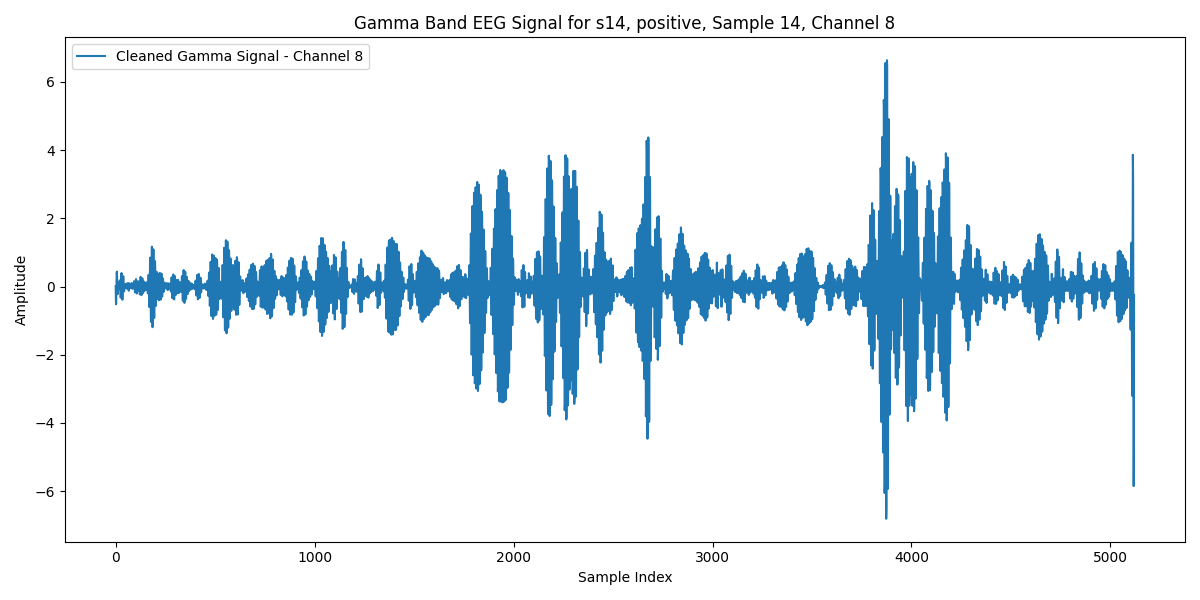 Gamma Band EEG Signal for s14, positive, Sample 14, Channel 8
Cleaned Gamma Signal - Channel 8
6
4
2
0
−2
−4
−6
Amplitude
0 1000 2000 3000 4000 5000
Sample Index